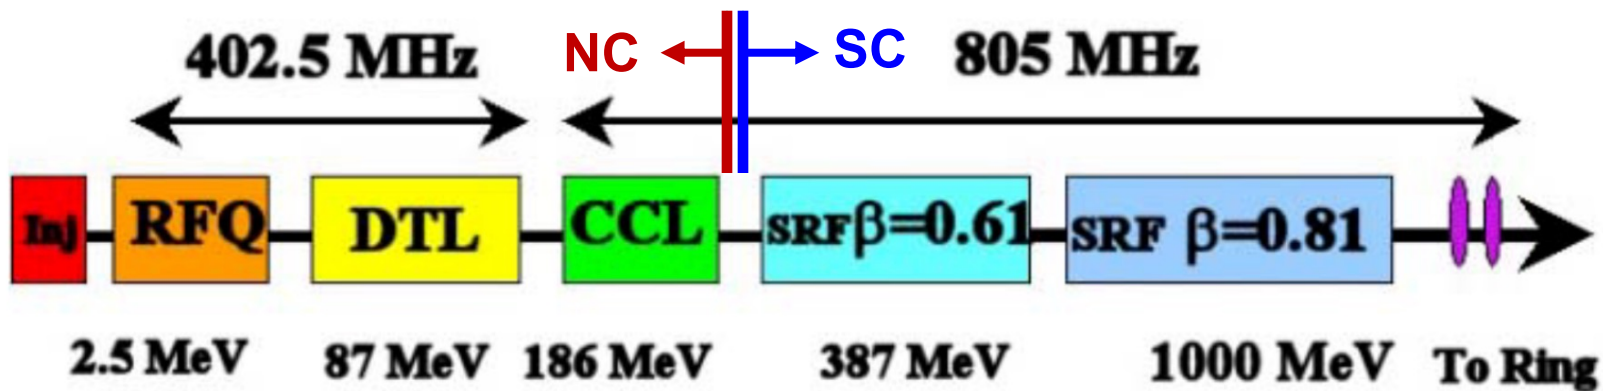 402.5 MHz NC SC 805 MHz
Inj RFQ DTL CCL SRF β=0.61 SRF β=0.81
2.5 MeV 87 MeV 186 MeV 387 MeV 1000 MeV To Ring